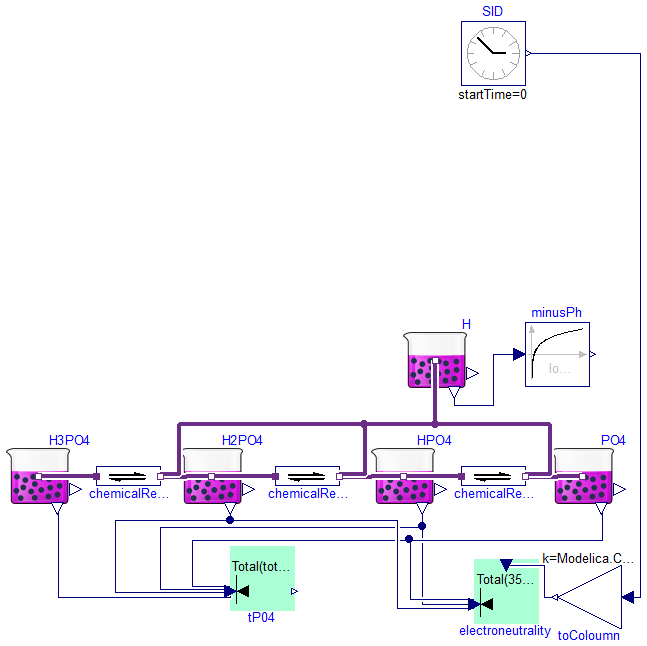 SID
startTime=0
minusPh
lo...
H
H3PO4
H2PO4
HPO4
PO4
chemicalRe...
chemicalRe...
chemicalRe...
Total(tot...
tP04
Total(35...
electroneutrality
k=Modelica.C...
toColoumn